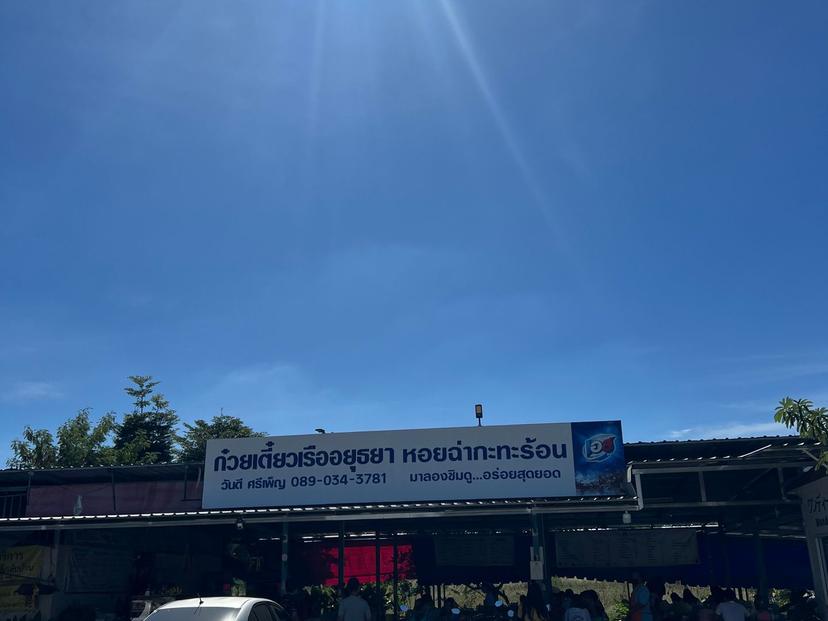 ก๋วยเตี๋ยวเรืออยุธยา หอยฉ่ากะทะร้อน
วันดี ศรีเพ็ญ 089-034-3781 มาลองชิมดู...อร่อยสุดยอด